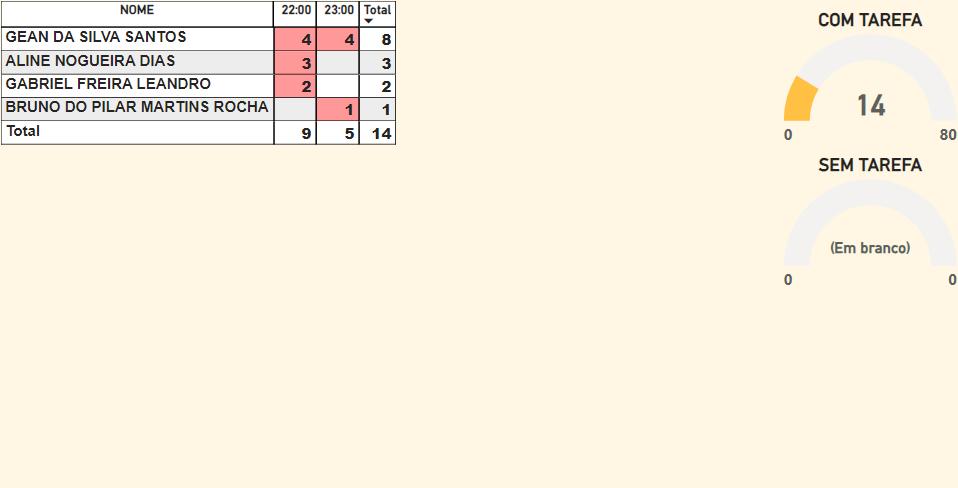 NOME 22:00 23:00 Total
GEAN DA SILVA SANTOS 4 4 8
ALINE NOGUEIRA DIAS 3 3
GABRIEL FREIRA LEANDRO 2 2
BRUNO DO PILAR MARTINS ROCHA 1 1
Total 9 5 14
COM TAREFA
14
0 80
SEM TAREFA
(Em branco)
0 0